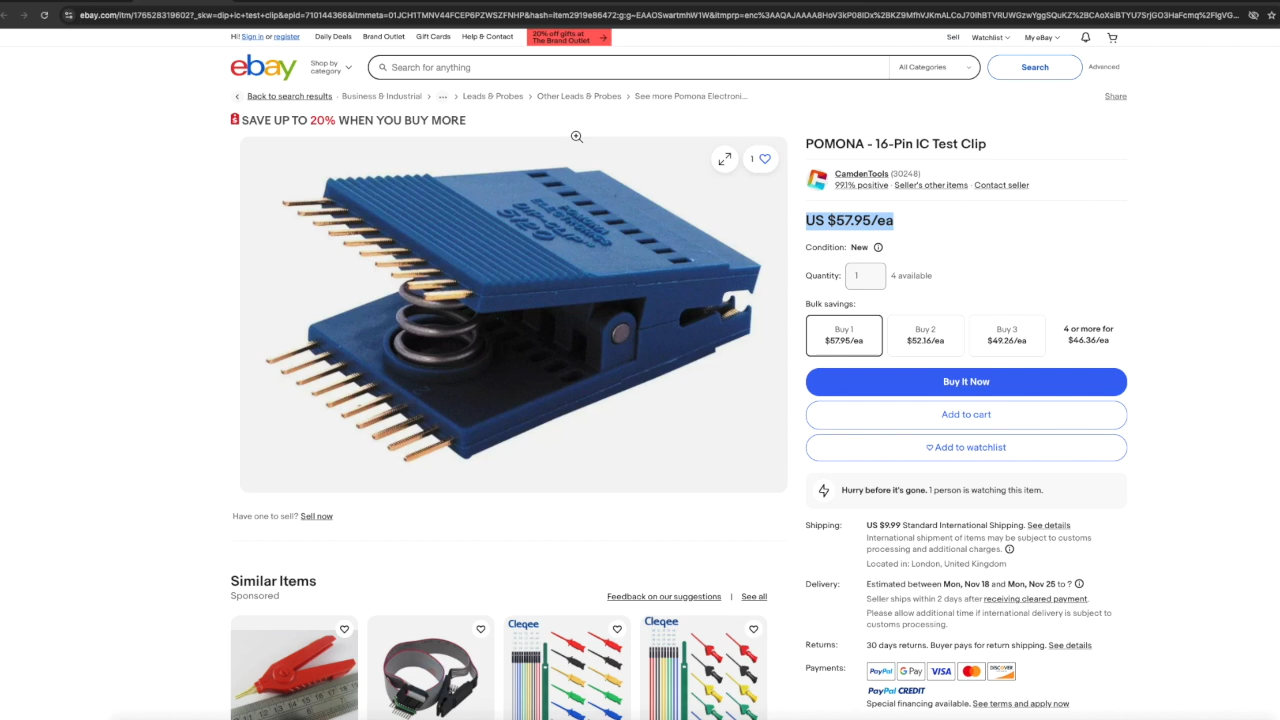 ebay.com/itm/176528319602?_skw=dip+ic+test+clip&epid=710144366&itmmeta=01JCH1TMNV44FCEP6PZWSZFNHP&hash=item2919e86472:g:
Hi! Sign in or register Daily Deals Brand Outlet Gift Cards Help & Contact 20% off gifts at
The Brand Outlet Sell Watchlist My eBay
ebay Shop by
category Search for anything All Categories Search Advanced
Back to search results Business & Industrial ... Leads & Probes Other Leads & Probes See more Pomona Electroni... Share
SAVE UP TO 20% WHEN YOU BUY MORE
1
POMONA
ELECTRONICS
DIP CLIP
5120
POMONA - 16-Pin IC Test Clip
CamdenTools (30248)
99.1% positive · Seller's other items · Contact seller
US $57.95/ea
Condition: New
Quantity: 1 4 available
Bulk savings:
Buy 1
$57.95/ea
Buy 2
$52.16/ea
Buy 3
$49.26/ea
4 or more for
$46.36/ea
Buy It Now
Add to cart
Add to watchlist
Hurry before it's gone. 1 person is watching this item.
Shipping: US $9.99 Standard International Shipping. See details
International shipment of items may be subject to customs
processing and additional charges.
Located in: London, United Kingdom
Delivery: Estimated between Mon, Nov 18 and Mon, Nov 25 to ?
Seller ships within 2 days after receiving cleared payment.
Please allow additional time if international delivery is subject to
customs processing.
Returns: 30 days returns. Buyer pays for return shipping. See details
Payments: PayPal G Pay VISA MasterCard DISCOVER
PayPal CREDIT
Special financing available. See terms and apply now
Have one to sell? Sell now
Similar Items
Sponsored
Feedback on our suggestions | See all
Cleqee
Cleqee